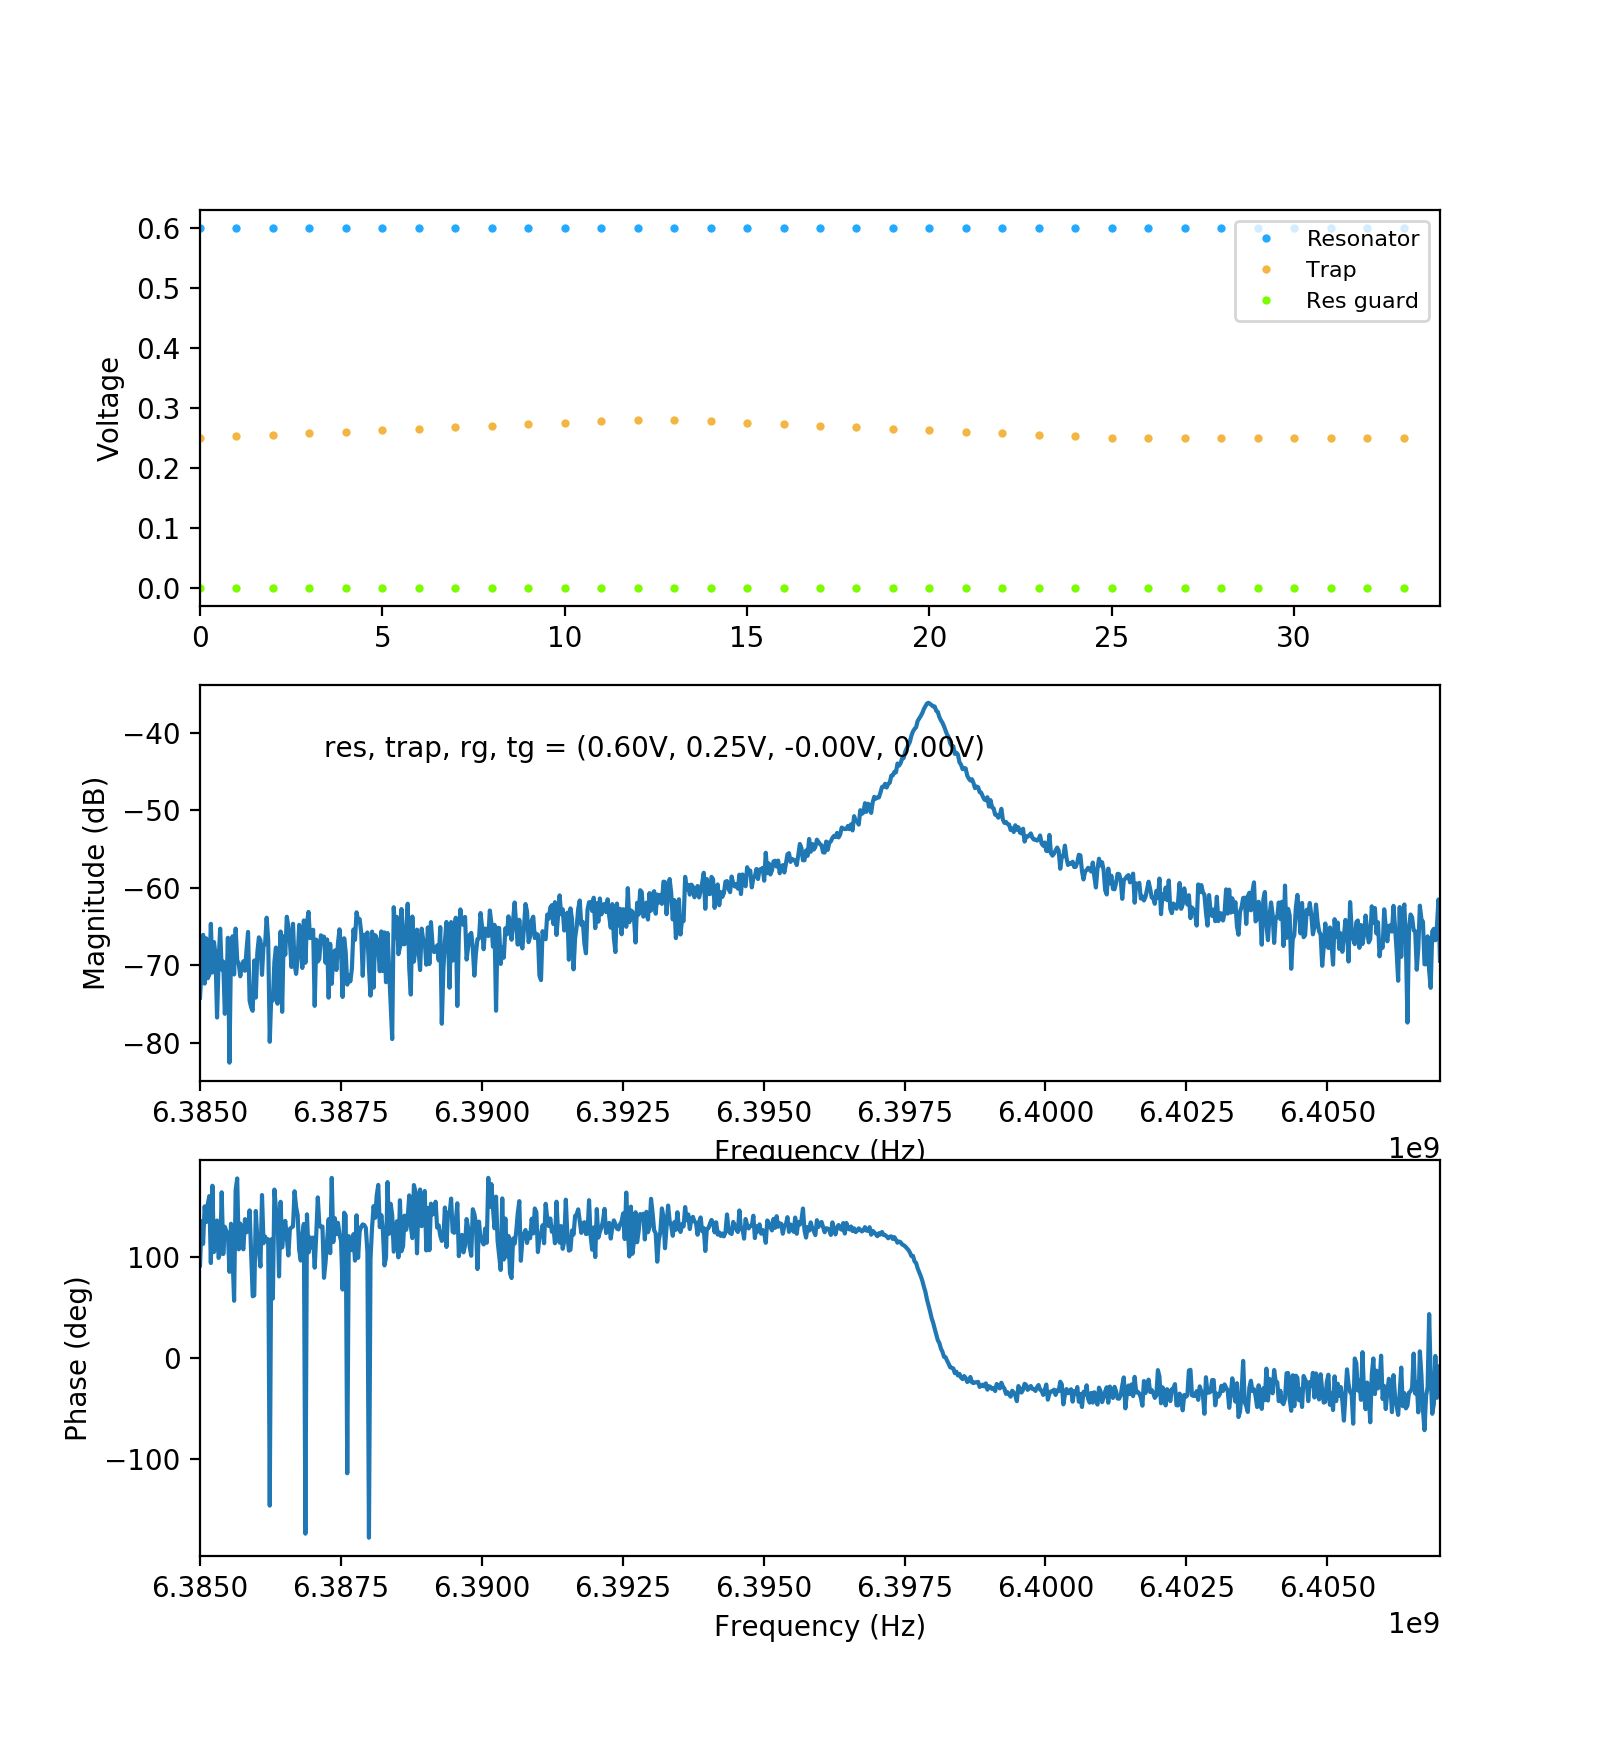 0.6
0.5
0.4
0.3
0.2
0.1
0.0
Voltage
Resonator
Trap
Res guard
0 5 10 15 20 25 30
−40
−50
−60
−70
−80
Magnitude (dB)
res, trap, rg, tg = (0.60V, 0.25V, -0.00V, 0.00V)
6.3850 6.3875 6.3900 6.3925 6.3950 6.3975 6.4000 6.4025 6.4050
Frequency (Hz)
1e9
100
0
−100
Phase (deg)
6.3850 6.3875 6.3900 6.3925 6.3950 6.3975 6.4000 6.4025 6.4050
Frequency (Hz)
1e9